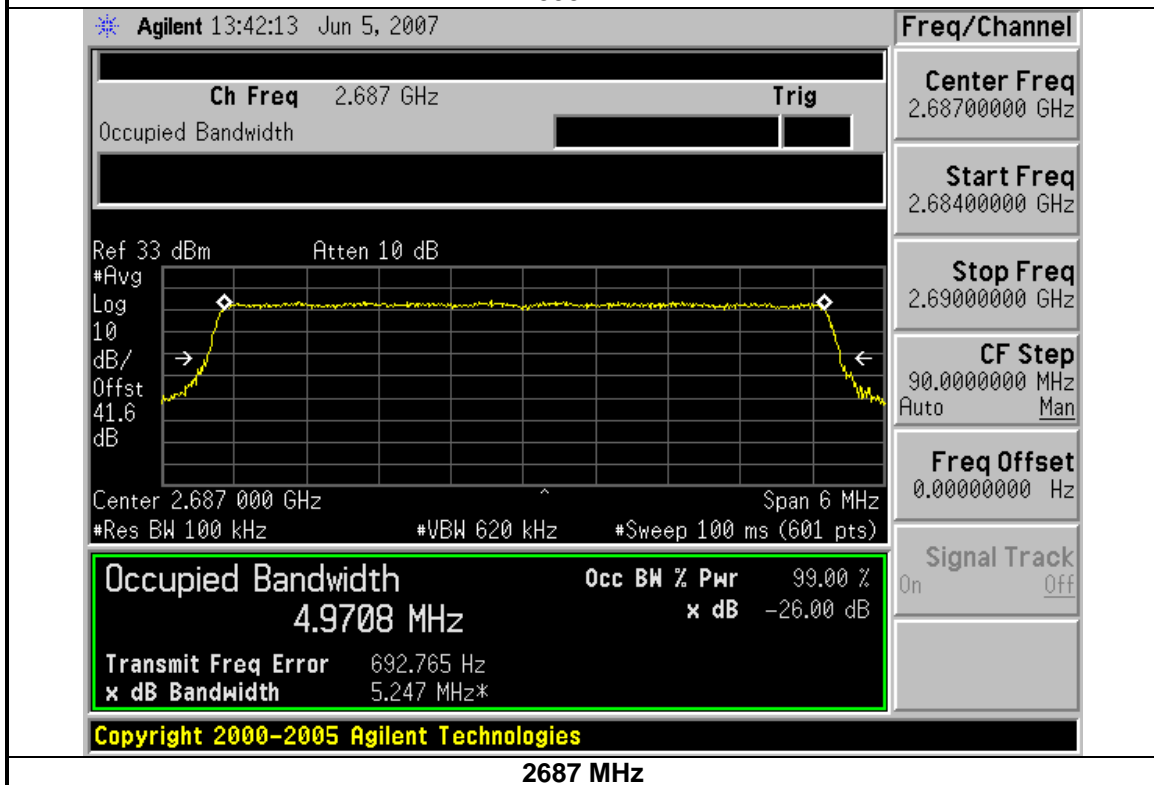 Agilent 13:42:13 Jun 5, 2007
Freq/Channel
Ch Freq 2.687 GHz Trig
Occupied Bandwidth
Center Freq
2.68700000 GHz
Start Freq
2.68400000 GHz
Stop Freq
2.69000000 GHz
CF Step
90.0000000 MHz
Auto Man
Freq Offset
0.00000000 Hz
Signal Track
On Off
Ref 33 dBm Atten 10 dB
#Avg
Log
10
dB/
Offst
41.6
dB
Center 2.687 000 GHz Span 6 MHz
#Res BW 100 kHz #VBW 620 kHz #Sweep 100 ms (601 pts)
Occupied Bandwidth Occ BW % Pwr 99.00 %
4.9708 MHz x dB -26.00 dB
Transmit Freq Error 692.765 Hz
x dB Bandwidth 5.247 MHz*
Copyright 2000-2005 Agilent Technologies
2687 MHz